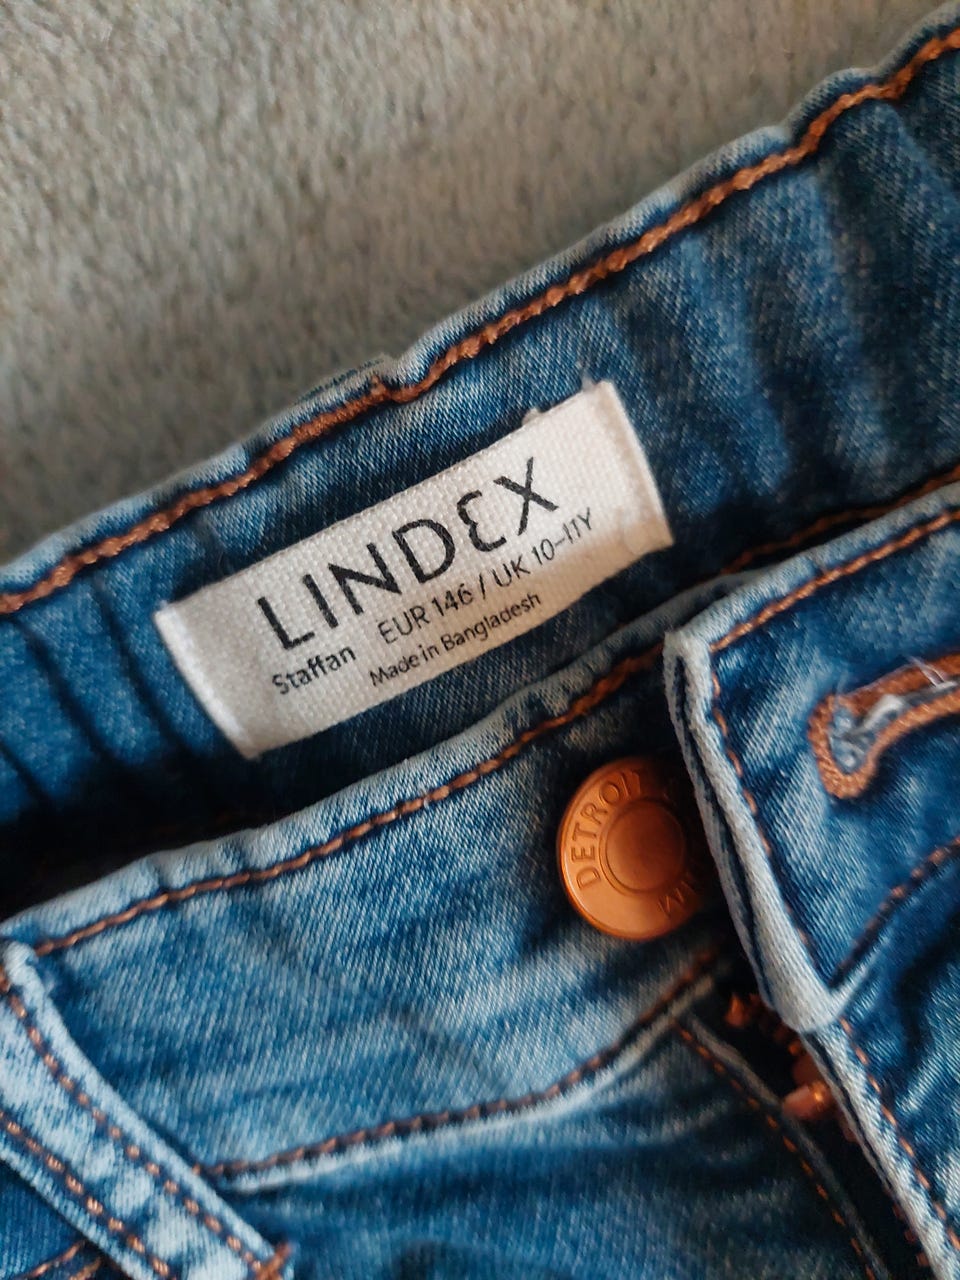 LINDEX
Staffan EUR 146 / UK 10-11Y
Made in Bangladesh
DETROIT